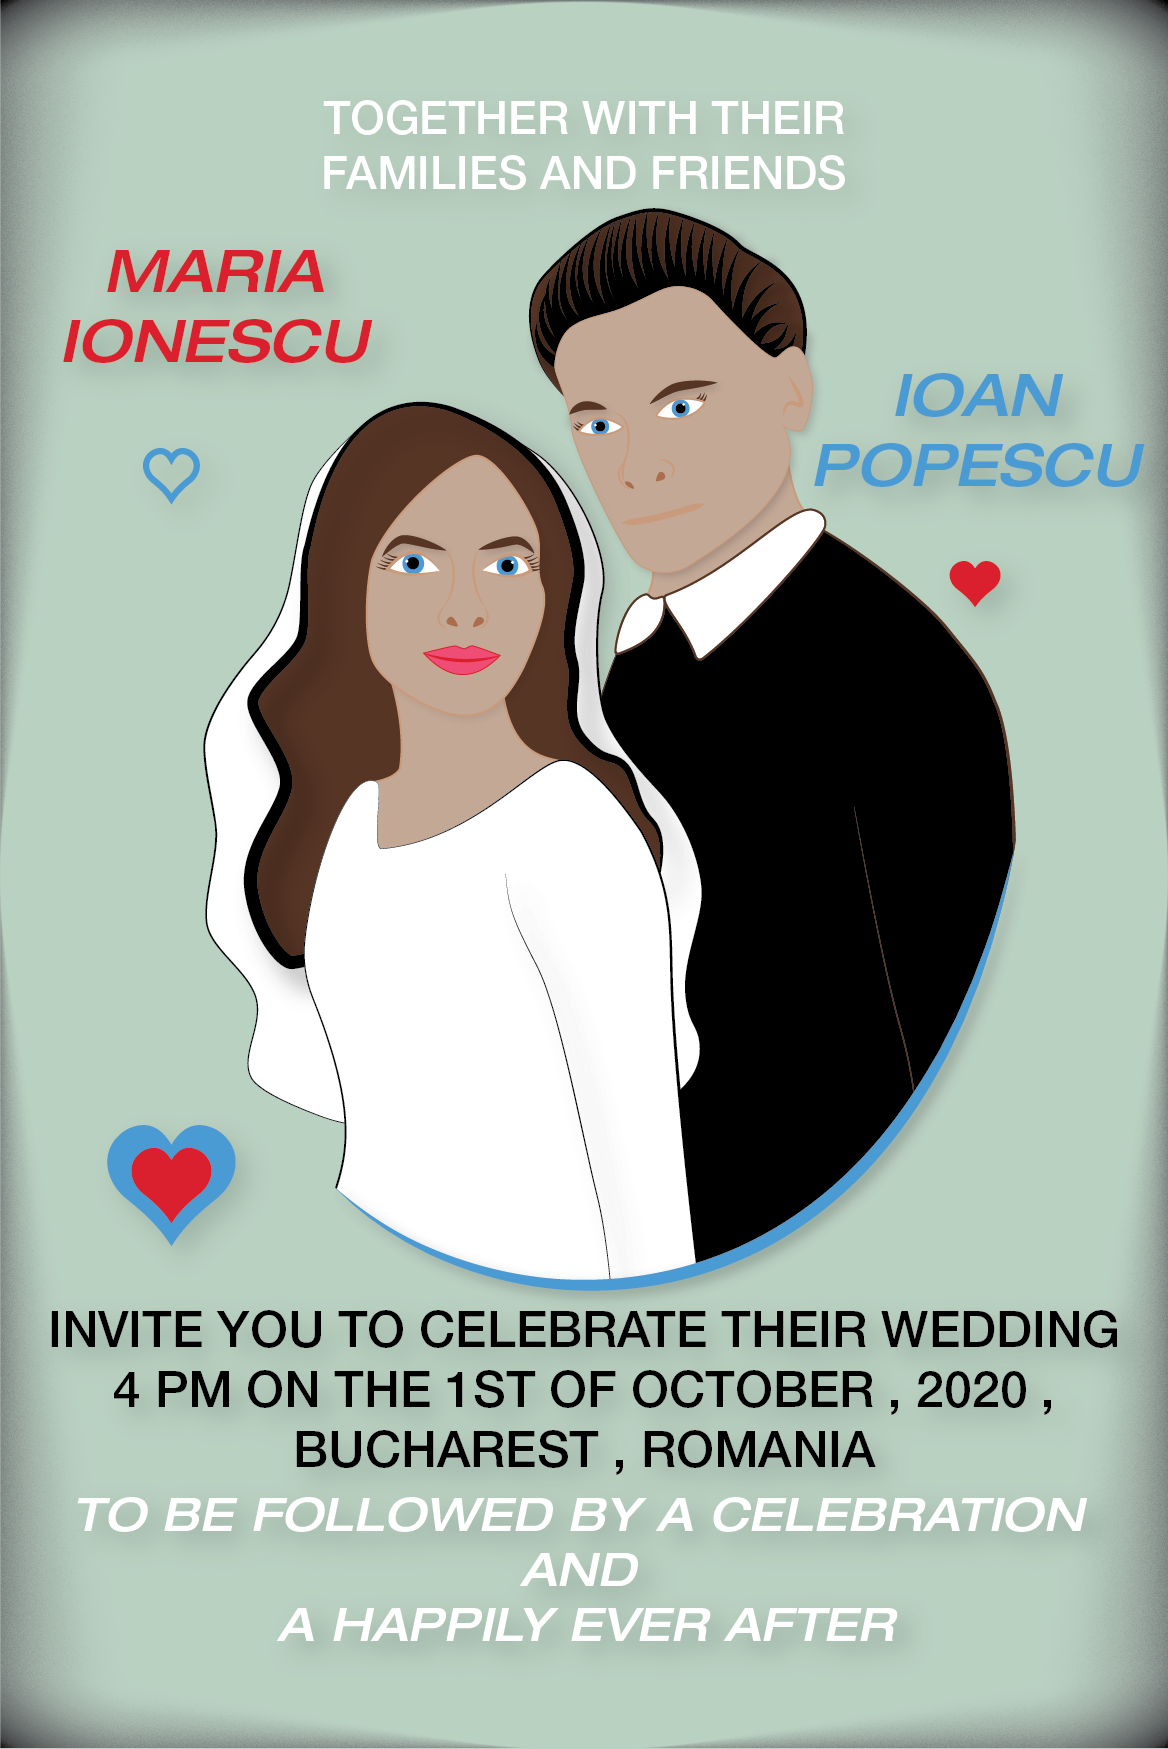 TOGETHER WITH THEIR
FAMILIES AND FRIENDS
MARIA
IONESCU
IOAN
POPESCU
INVITE YOU TO CELEBRATE THEIR WEDDING
4 PM ON THE 1ST OF OCTOBER , 2020 ,
BUCHAREST , ROMANIA
TO BE FOLLOWED BY A CELEBRATION
AND
A HAPPILY EVER AFTER